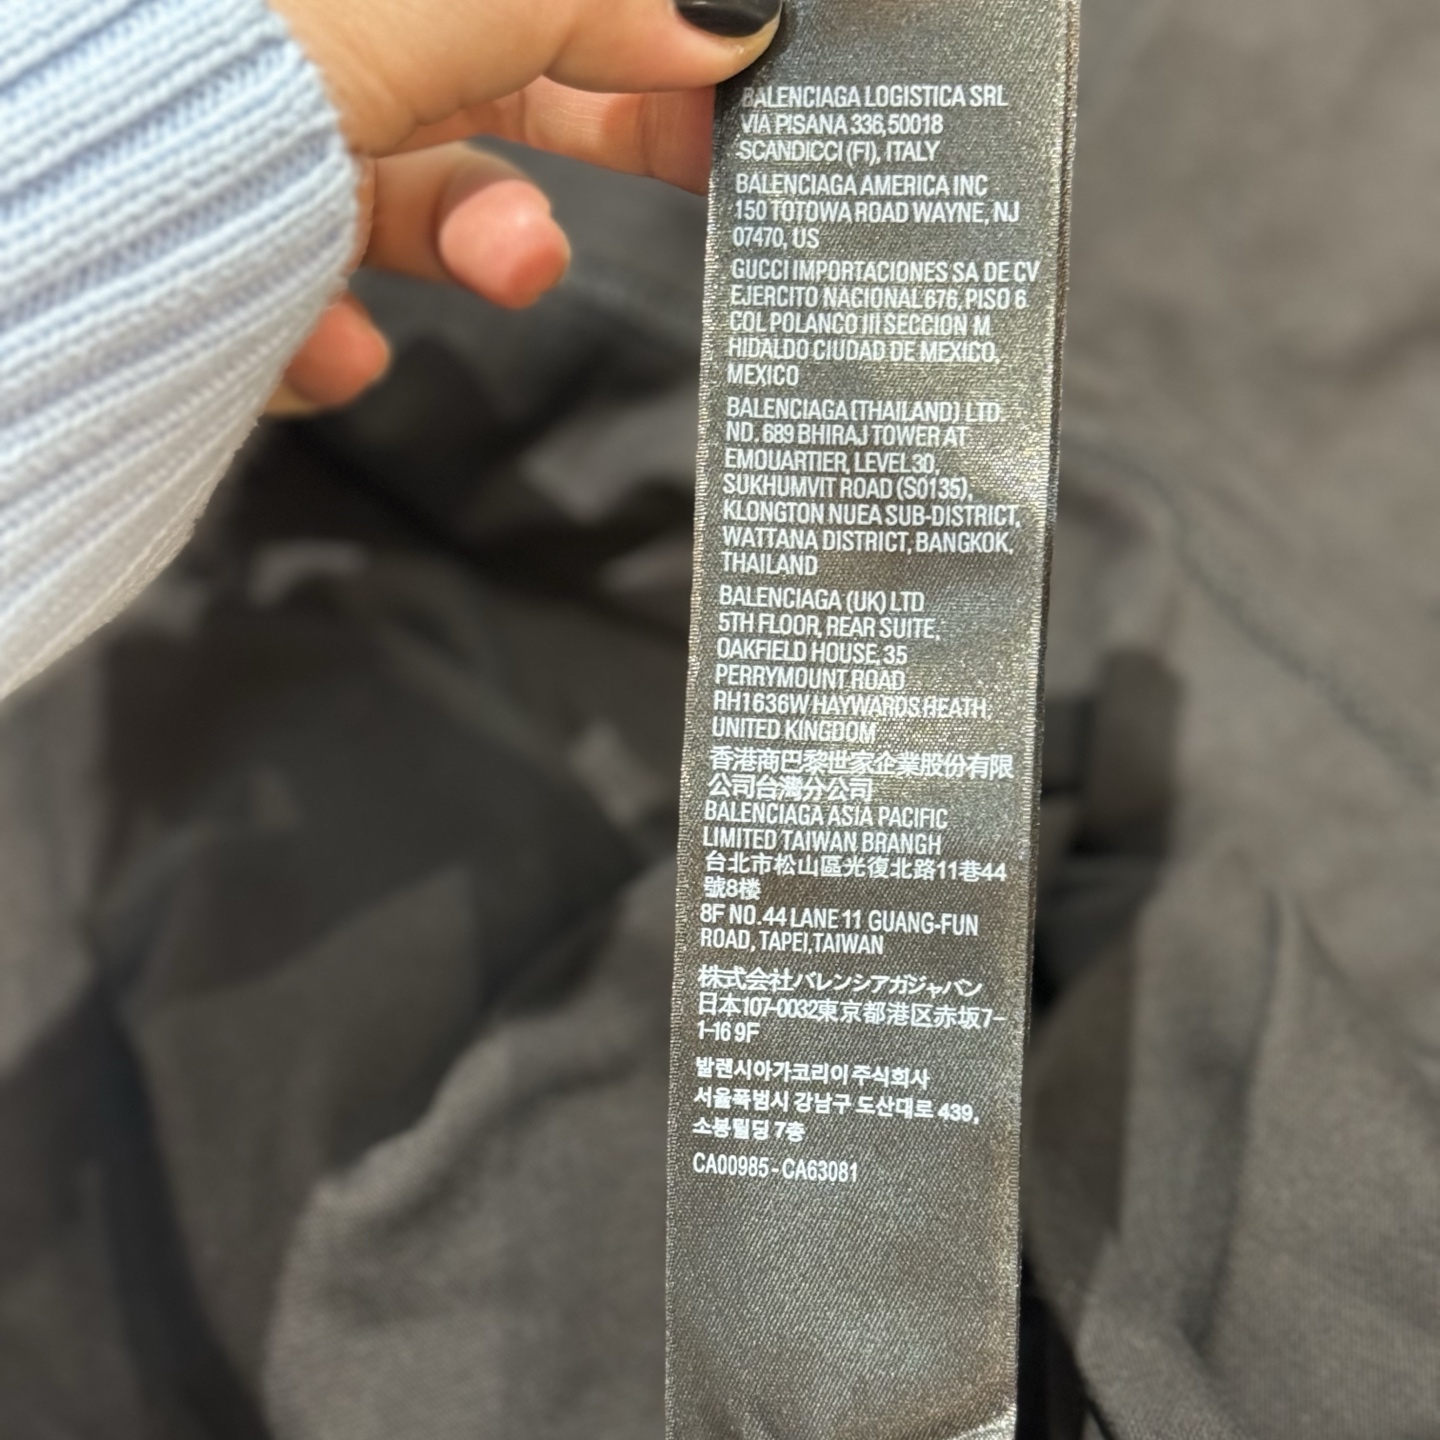 BALENCIAGA LOGISTICA SRL
VIA PISANA 336,50018
SCANDICCI (FI), ITALY
BALENCIAGA AMERICA INC
150 TOTOWA ROAD WAYNE, NJ
07470, US
GUCCI IMPORTACIONES SA DE CV
EJERCITO NACIONAL 676, PISO 6
COL POLANCO III SECCION M
HIDALGO CIUDAD DE MEXICO,
MEXICO
BALENCIAGA (THAILAND) LTD
ND. 689 BHIRAJ TOWER AT
EMOUARTIER, LEVEL 30,
SUKHUMVIT ROAD (S0135),
KLONGTON NUEA SUB-DISTRICT,
WATTANA DISTRICT, BANGKOK,
THAILAND
BALENCIAGA (UK) LTD
5TH FLOOR, REAR SUITE,
OAKFIELD HOUSE, 35
PERRYMOUNT ROAD
RH1636W HAYWARDS HEATH,
UNITED KINGDOM
香港商巴黎世家企業股份有限
公司台灣分公司
BALENCIAGA ASIA PACIFIC
LIMITED TAIWAN BRANGH
台北市松山區光復北路11巷44
號8楼
8F NO.44 LANE 11 GUANG-FUN
ROAD, TAPEI,TAIWAN
株式会社バレンシアガジャパン
日本107-0032東京都港区赤坂7-
1-16 9F
발렌시아가코리이 주식회사
서울폭범시 강남구 도산대로 439,
소봉밀딩 7층
CA00985 - CA63081